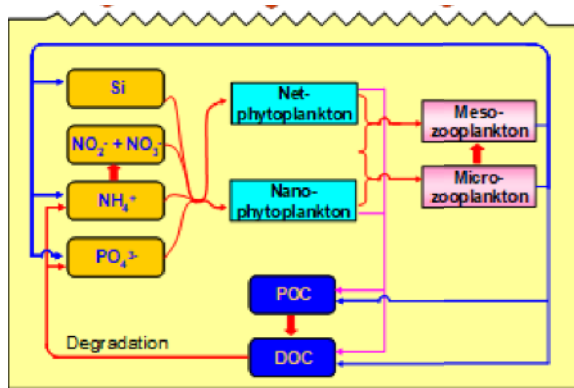 Si
Net-
phytoplankton
Meso-
zooplankton
NO₂⁻ + NO₃⁻
Micro-
zooplankton
NH₄⁺
Nano-
phytoplankton
PO₄³⁻
POC
Degradation
DOC